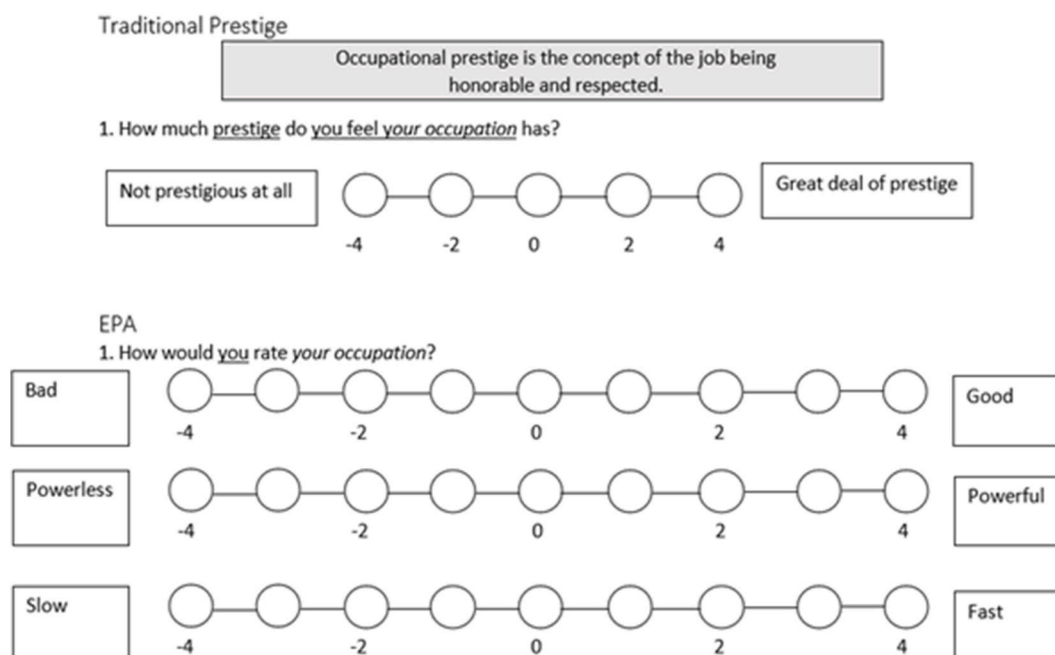 Traditional Prestige
Occupational prestige is the concept of the job being
honorable and respected.
1. How much prestige do you feel your occupation has?
Not prestigious at all
Great deal of prestige
-4 -2 0 2 4
EPA
1. How would you rate your occupation?
Bad
Good
-4 -2 0 2 4
Powerless
Powerful
-4 -2 0 2 4
Slow
Fast
-4 -2 0 2 4